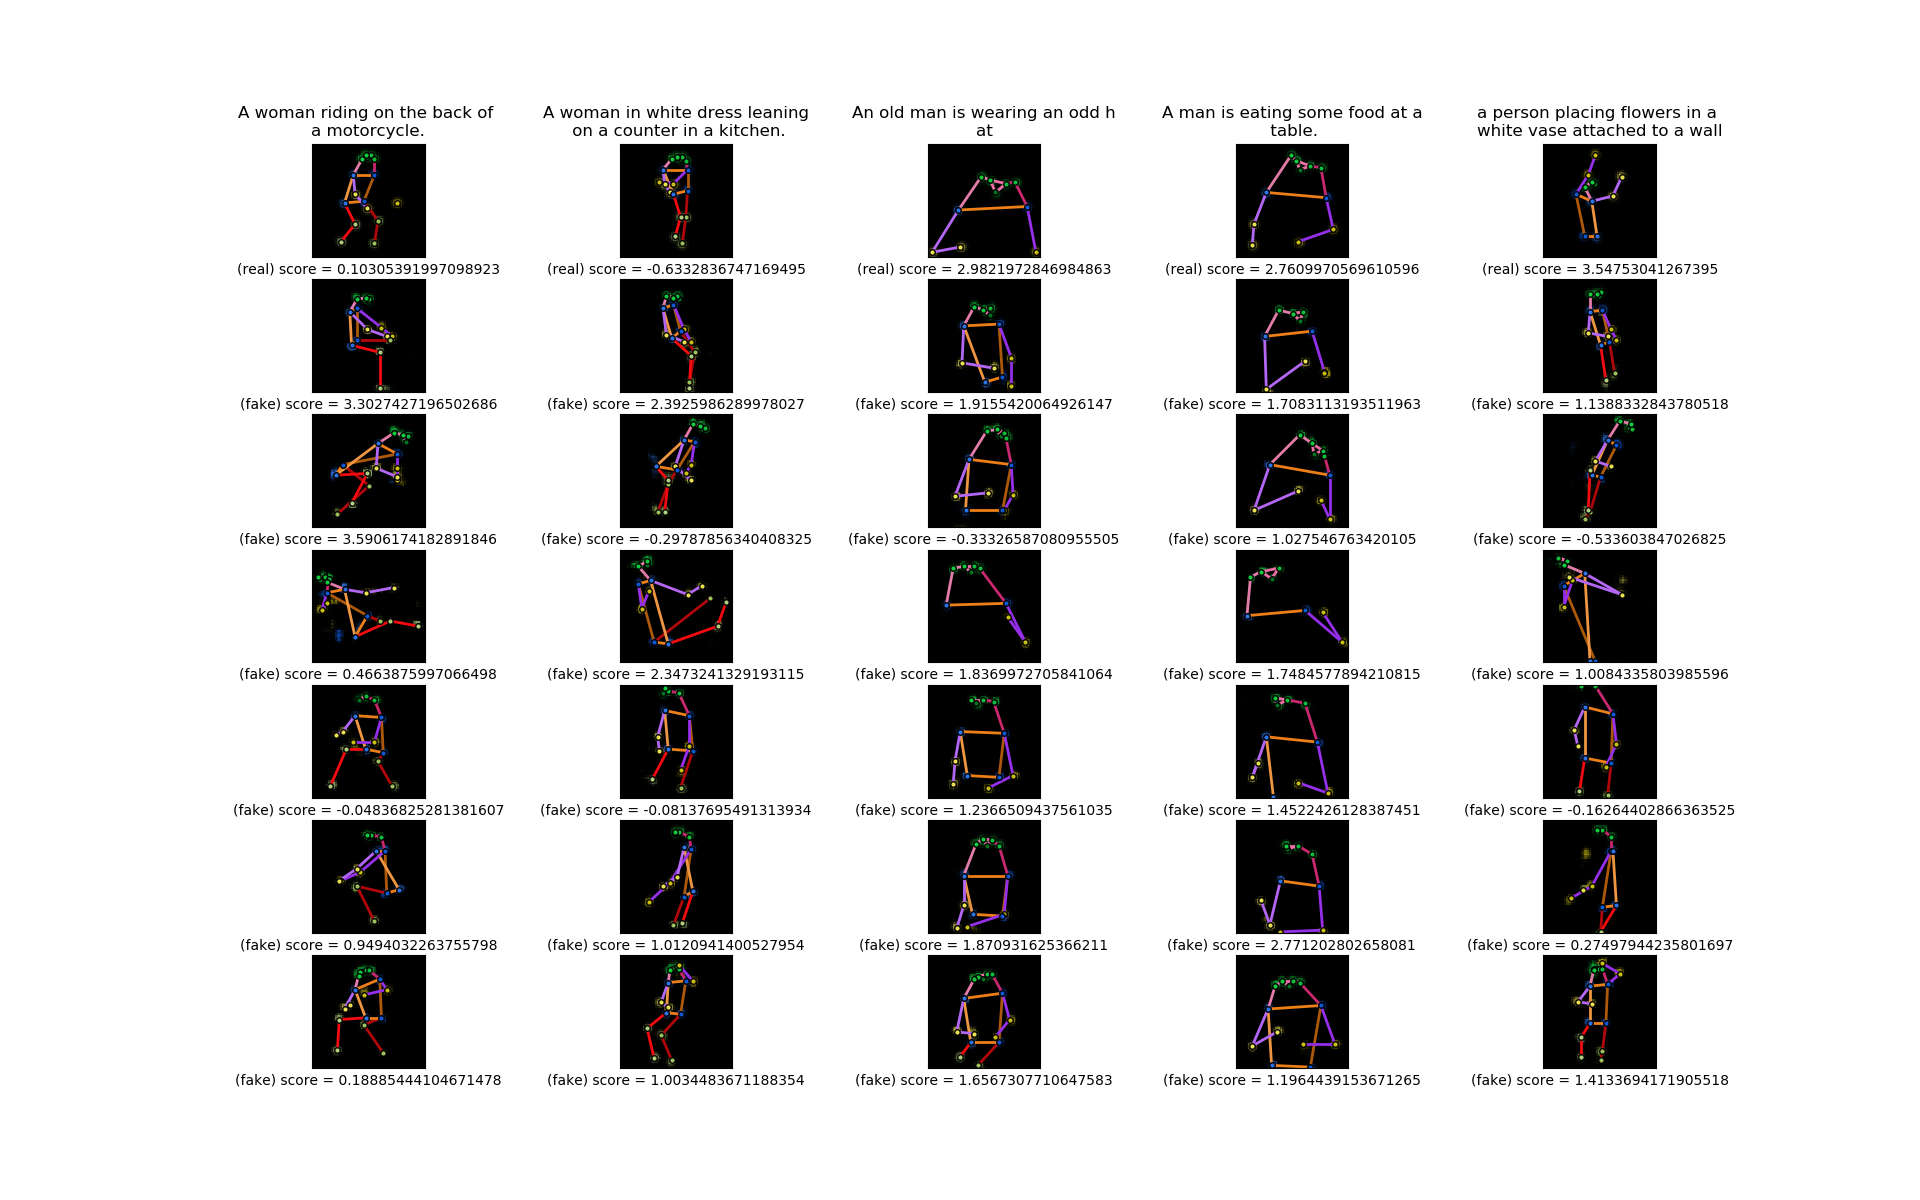 A woman riding on the back of
a motorcycle.
A woman in white dress leaning
on a counter in a kitchen.
An old man is wearing an odd h
at
A man is eating some food at a
table.
a person placing flowers in a
white vase attached to a wall
(real) score = 0.10305391997098923
(real) score = -0.6332836747169495
(real) score = 2.9821972846984863
(real) score = 2.7609970569610596
(real) score = 3.54753041267395
(fake) score = 3.3027427196502686
(fake) score = 2.3925986289978027
(fake) score = 1.9155420064926147
(fake) score = 1.7083113193511963
(fake) score = 1.1388332843780518
(fake) score = 3.5906174182891846
(fake) score = -0.29787856340408325
(fake) score = -0.33326587080955505
(fake) score = 1.027546763420105
(fake) score = -0.533603847026825
(fake) score = 0.4663875997066498
(fake) score = 2.3473241329193115
(fake) score = 1.8369972705841064
(fake) score = 1.7484577894210815
(fake) score = 1.0084335803985596
(fake) score = -0.04836825281381607
(fake) score = -0.08137695491313934
(fake) score = 1.2366509437561035
(fake) score = 1.4522426128387451
(fake) score = -0.16264402866363525
(fake) score = 0.9494032263755798
(fake) score = 1.0120941400527954
(fake) score = 1.870931625366211
(fake) score = 2.771202802658081
(fake) score = 0.27497944235801697
(fake) score = 0.18885444104671478
(fake) score = 1.0034483671188354
(fake) score = 1.6567307710647583
(fake) score = 1.1964439153671265
(fake) score = 1.4133694171905518